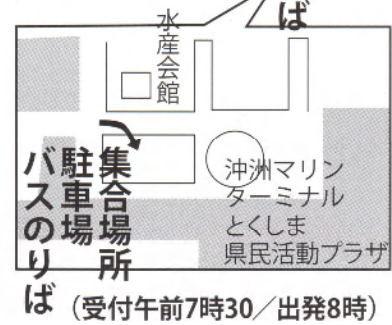 ば
水産会館
集合場所
駐車場
バスのりば
沖洲マリン
ターミナル
とくしま
県民活動プラザ
(受付午前7時30/出発8時)